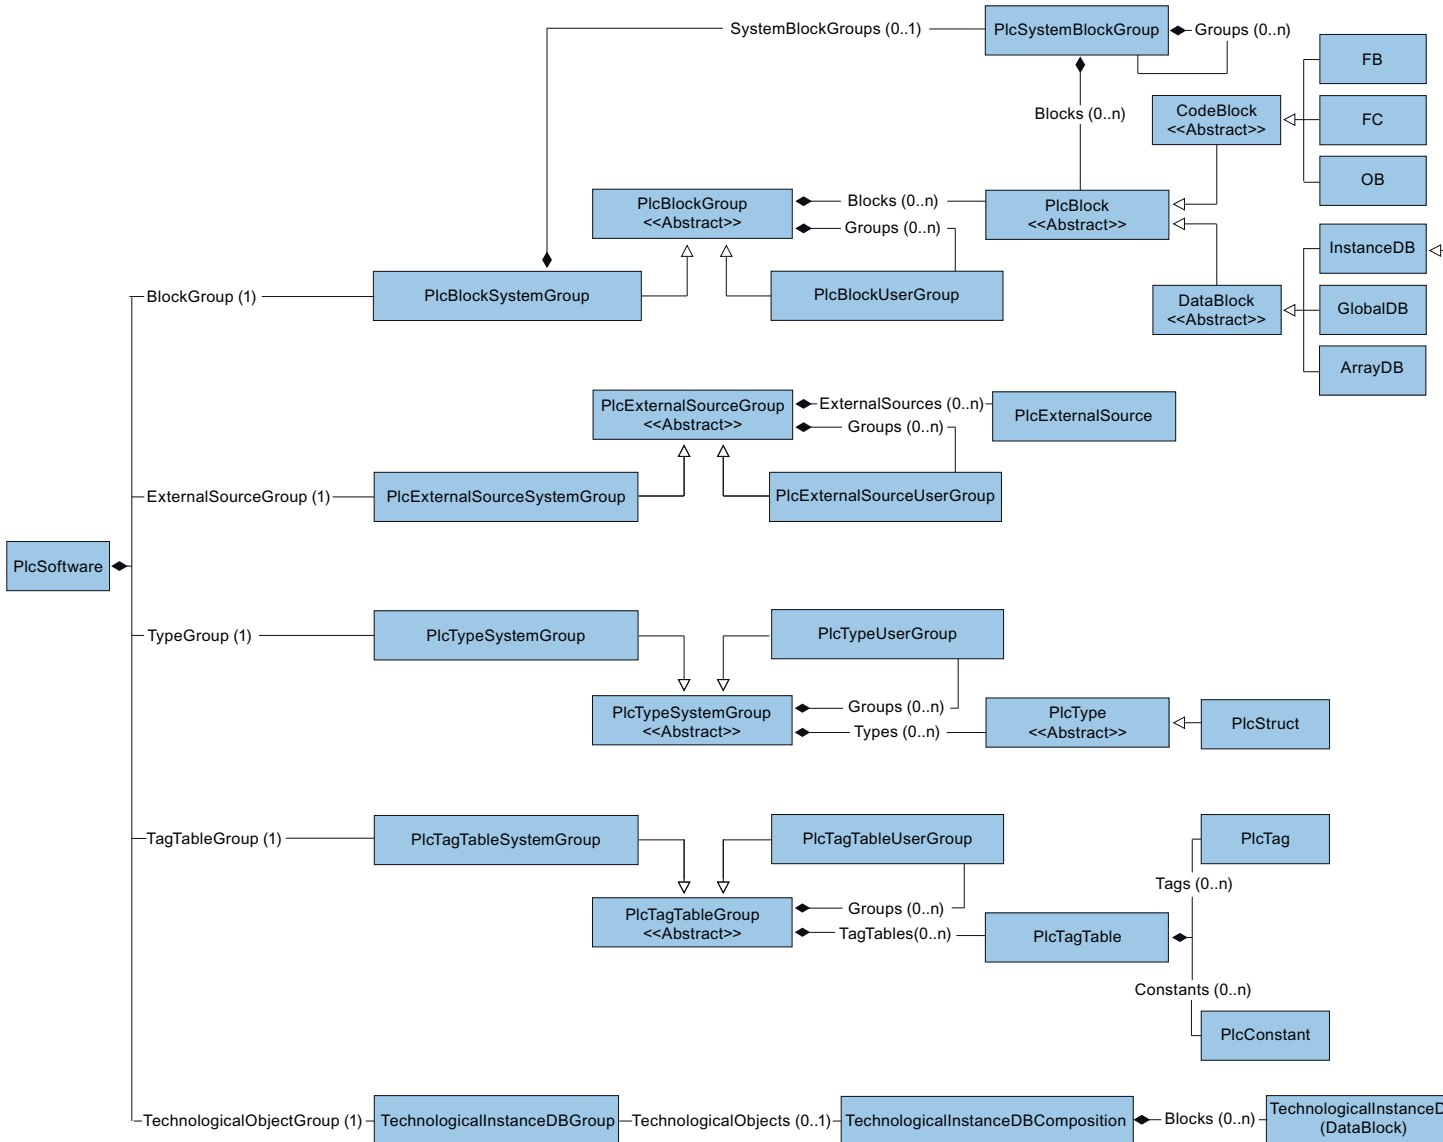 SystemBlockGroups (0..1)
PlcSystemBlockGroup
Groups (0..n)
FB
Blocks (0..n)
CodeBlock
<<Abstract>>
FC
OB
PlcBlockGroup
<<Abstract>>
Blocks (0..n)
Groups (0..n)
PlcBlock
<<Abstract>>
InstanceDB
BlockGroup (1)
PlcBlockSystemGroup
PlcBlockUserGroup
DataBlock
<<Abstract>>
GlobalDB
ArrayDB
PlcExternalSourceGroup
<<Abstract>>
ExternalSources (0..n)
Groups (0..n)
PlcExternalSource
ExternalSourceGroup (1)
PlcExternalSourceSystemGroup
PlcExternalSourceUserGroup
PlcSoftware
TypeGroup (1)
PlcTypeSystemGroup
PlcTypeUserGroup
PlcTypeSystemGroup
<<Abstract>>
Groups (0..n)
Types (0..n)
PlcType
<<Abstract>>
PlcStruct
TagTableGroup (1)
PlcTagTableSystemGroup
PlcTagTableUserGroup
PlcTag
Tags (0..n)
PlcTagTableGroup
<<Abstract>>
Groups (0..n)
TagTables(0..n)
PlcTagTable
Constants (0..n)
PlcConstant
TechnologicalObjectGroup (1)
TechnologicalInstanceDBGroup
TechnologicalObjects (0..1)
TechnologicalInstanceDBComposition
Blocks (0..n)
(DataBlock)